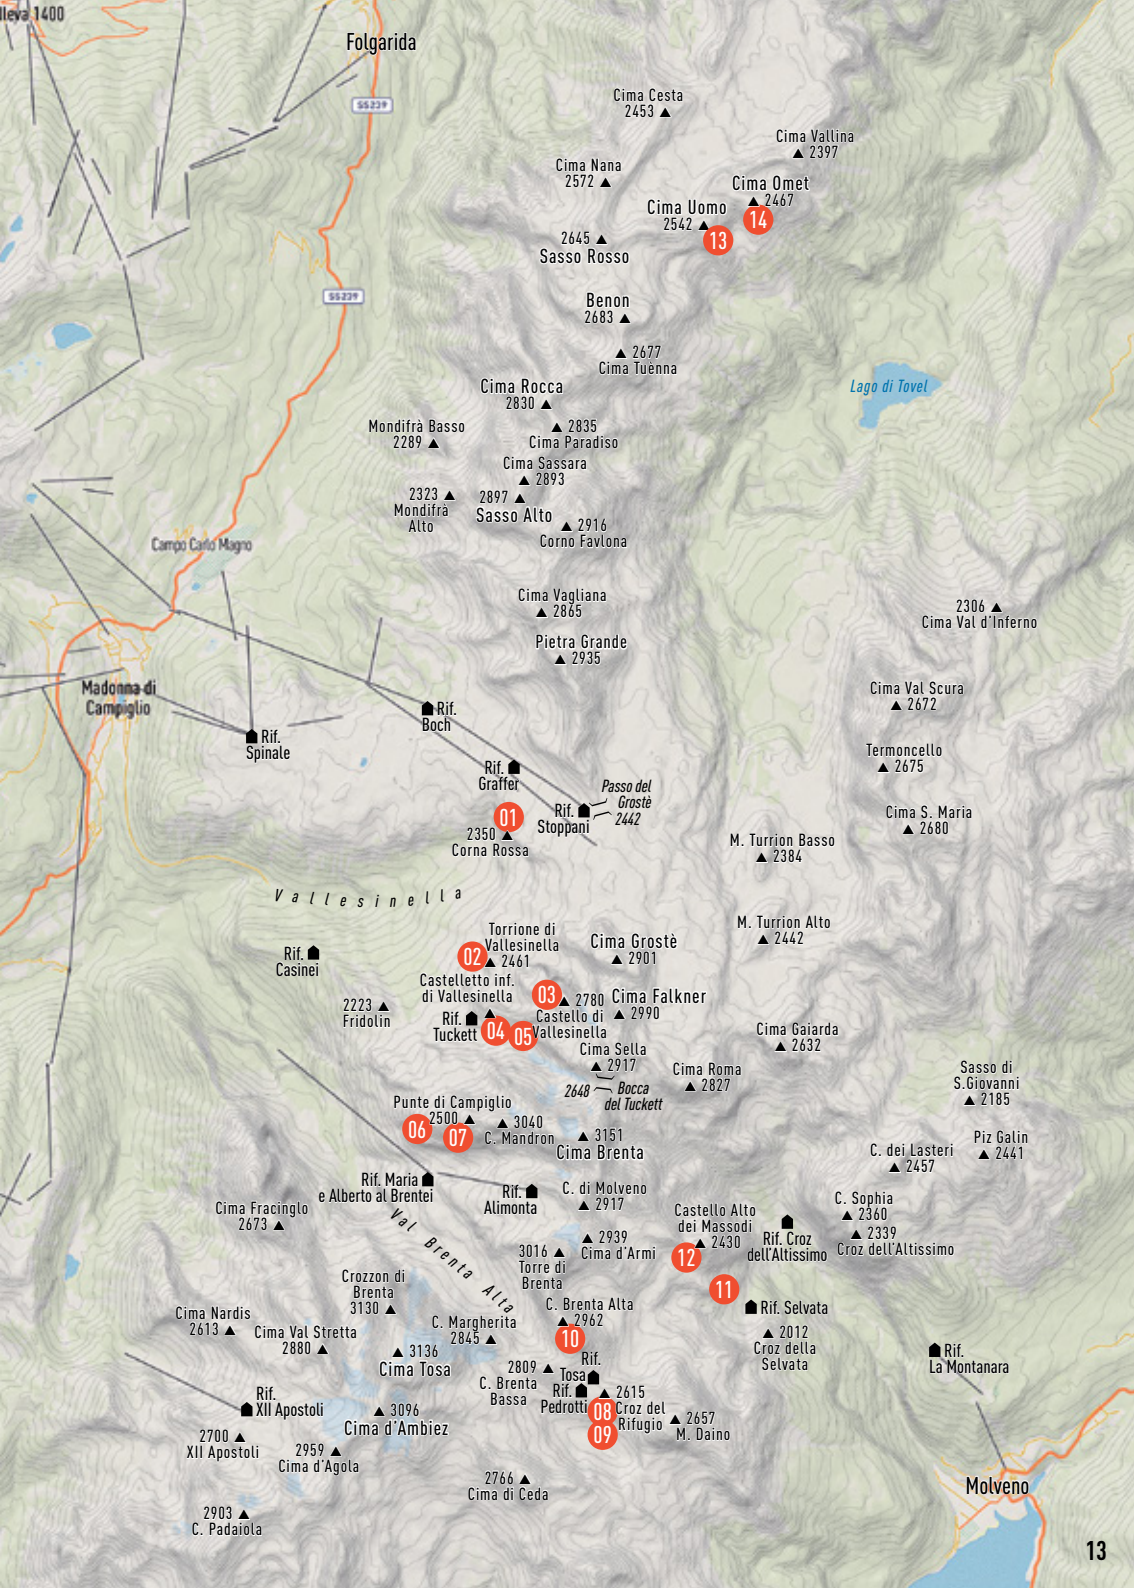 1400
Folgarida
SS239
Cima Cesta
2453
Cima Vallina
2397
Cima Nana
2572
Cima Omet
2467
14
Cima Uomo
2542
13
2645
Sasso Rosso
SS239
Benon
2683
2677
Cima Tuènna
Cima Rocca
2830
Lago di Tovel
Mondifrà Basso
2289
2835
Cima Paradiso
Cima Sassara
2893
2323
Mondifrà
Alto
2897
Sasso Alto
2916
Corno Favlona
Campo Carlo Magno
Cima Vagliana
2865
2306
Cima Val d'Inferno
Pietra Grande
2935
Madonna di
Campiglio
Cima Val Scura
2672
Rif.
Boch
Rif.
Spinale
Termoncello
2675
Rif.
Graffer
Passo del
Grostè
2442
Rif.
Stoppani
01
2350
Corna Rossa
Cima S. Maria
2680
M. Turrion Basso
2384
Vallesinella
M. Turrion Alto
2442
Torrione di
Vallesinella
2461
02
Cima Grostè
2901
Rif.
Casinei
Castelletto inf.
di Vallesinella
03
2780
Castello di
Vallesinella
Cima Falkner
2990
2223
Fridolin
Rif.
Tuckett
04
05
Cima Gaiarda
2632
Cima Sella
2917
2648
Bocca
del Tuckett
Cima Roma
2827
Sasso di
S.Giovanni
2185
Punte di Campiglio
2500
06
07
3040
C. Mandron
3151
Cima Brenta
Piz Galin
2441
C. dei Lasteri
2457
Rif. Maria
e Alberto al Brentei
Rif.
Alimonta
C. di Molveno
2917
C. Sophia
2360
Cima Fracinglo
2673
Val Brenta Alta
Castello Alto
dei Massodi
2430
12
Rif. Croz
dell'Altissimo
2339
Croz dell'Altissimo
2939
Cima d'Armi
3016
Torre di
Brenta
Crozzon di
Brenta
3130
11
Rif. Selvata
Cima Nardis
2613
C. Brenta Alta
2962
10
C. Margherita
2845
Cima Val Stretta
2880
2012
Croz della
Selvata
3136
Cima Tosa
Rif.
La Montanara
2809
C. Brenta
Bassa
Rif.
Tosa
Rif.
Pedrotti
2615
Croz del
Rifugio
08
09
Rif.
XII Apostoli
3096
Cima d'Ambiez
2657
M. Daino
2700
XII Apostoli
2959
Cima d'Agola
2766
Cima di Ceda
Molveno
2903
C. Padaiola
13